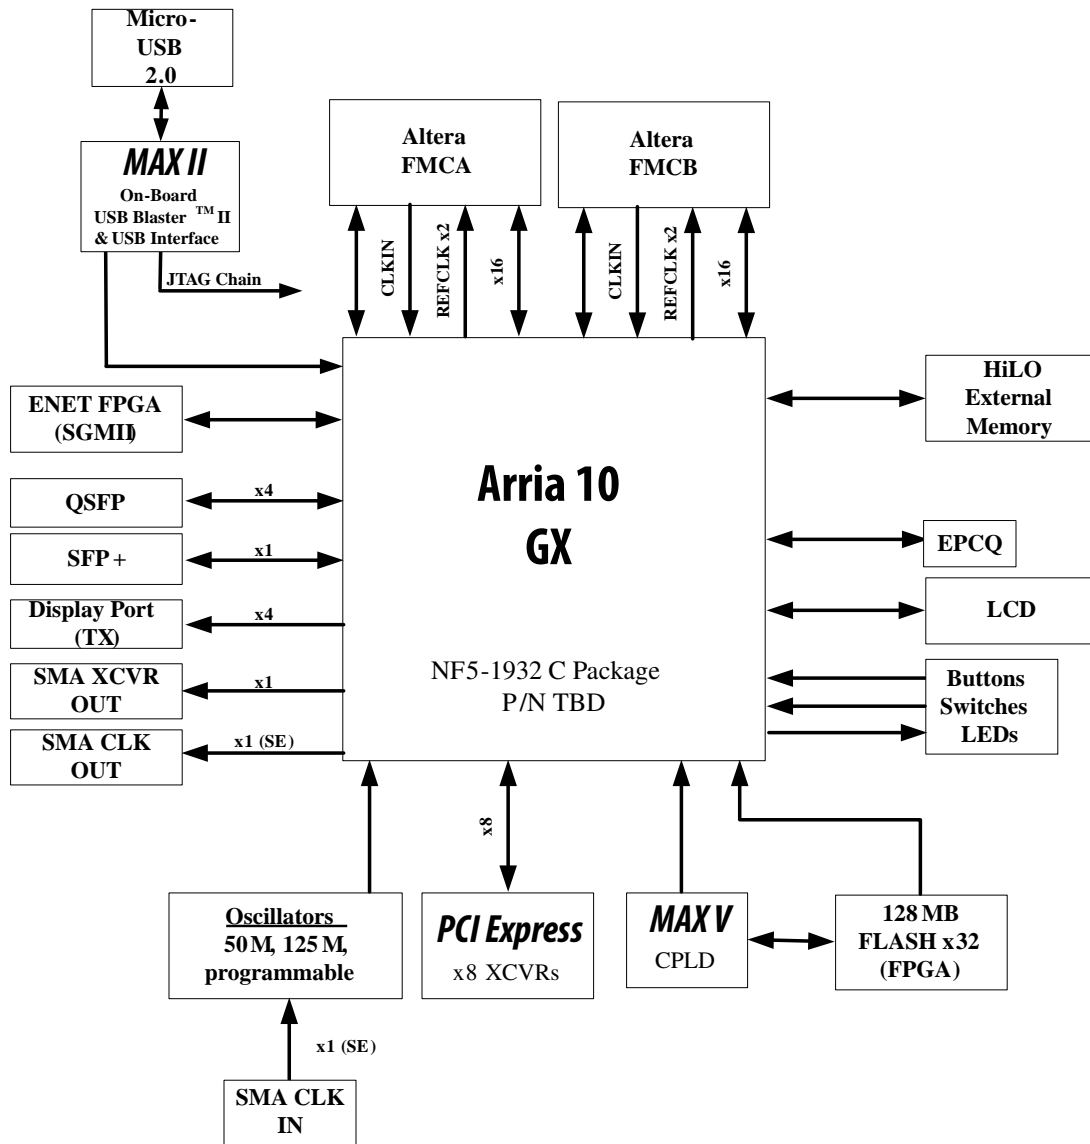 Micro-
USB
2.0
MAX II
On-Board
USB Blaster ™ II
& USB Interface
JTAG Chain
Altera
FMCA
Altera
FMCB
CLKIN
REFCLK x2
x16
CLKIN
REFCLK x2
x16
ENET FPGA
(SGMII)
QSFP
x4
SFP +
x1
Display Port
(TX)
x4
SMA XCVR
OUT
x1
SMA CLK
OUT
x1 (SE)
Arria 10
GX
NF5-1932 C Package
P/N TBD
HiLO
External
Memory
EPCQ
LCD
Buttons
Switches
LEDs
x8
Oscillators
50 M, 125 M,
programmable
x1 (SE)
SMA CLK
IN
PCI Express
x8 XCVRs
MAX V
CPLD
128 MB
FLASH x32
(FPGA)